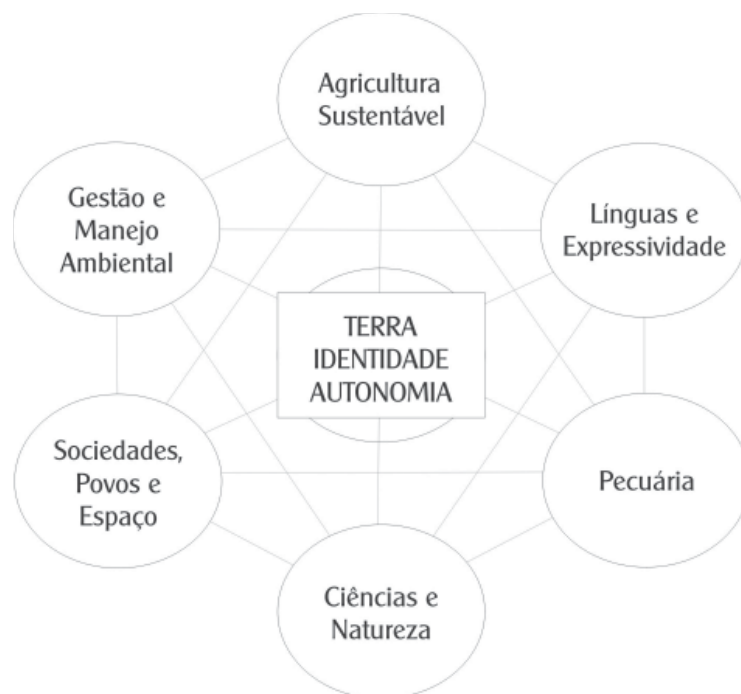 Agricultura
Sustentável
Gestão e
Manejo
Ambiental
Línguas e
Expressividade
TERRA
IDENTIDADE
AUTONOMIA
Sociedades,
Povos e
Espaço
Pecuária
Ciências e
Natureza